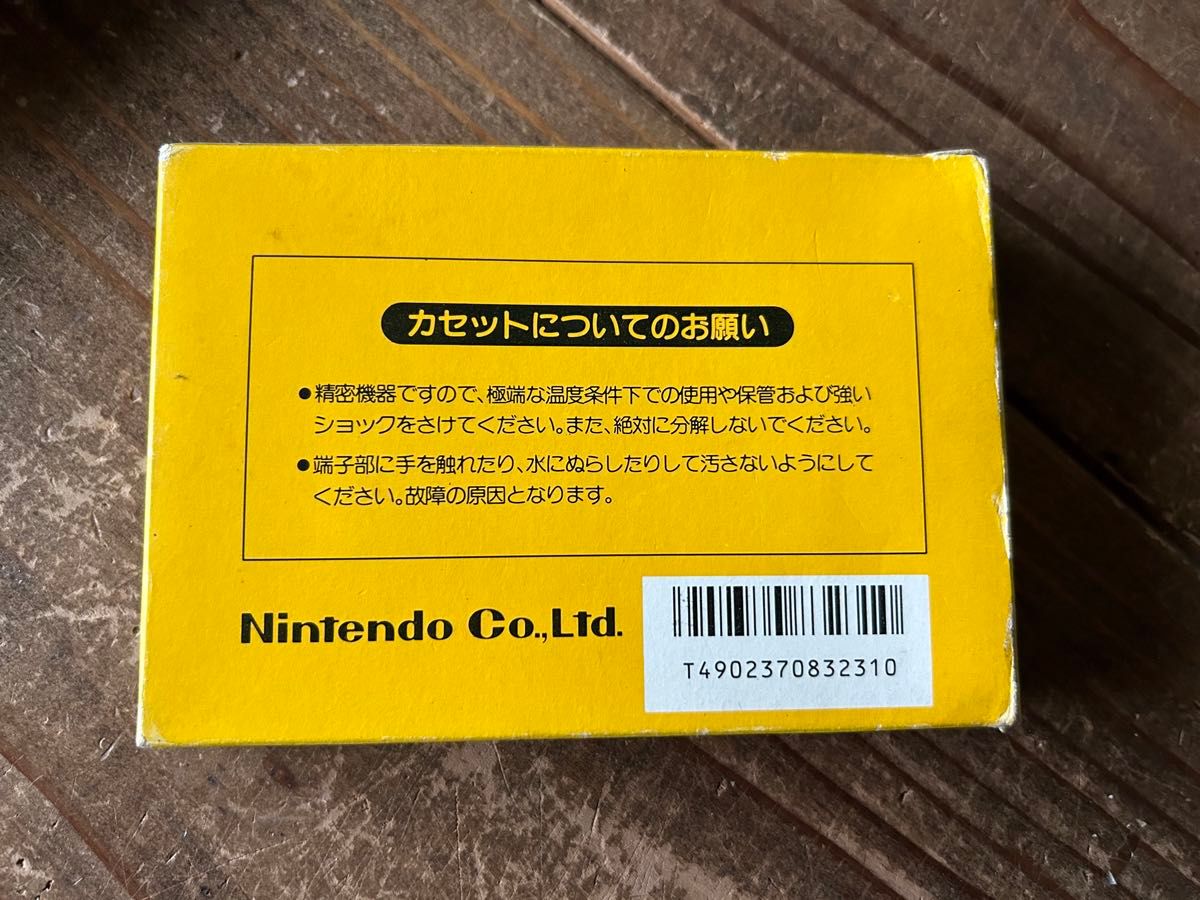 カセットについてのお願い
●精密機器ですので、極端な温度条件下での使用や保管および強い
ショックをさけてください。また、絶対に分解しないでください。
●端子部に手を触れたり、水にぬらしたりして汚さないようにして
ください。故障の原因となります。
Nintendo Co.,Ltd.
T4902370832310